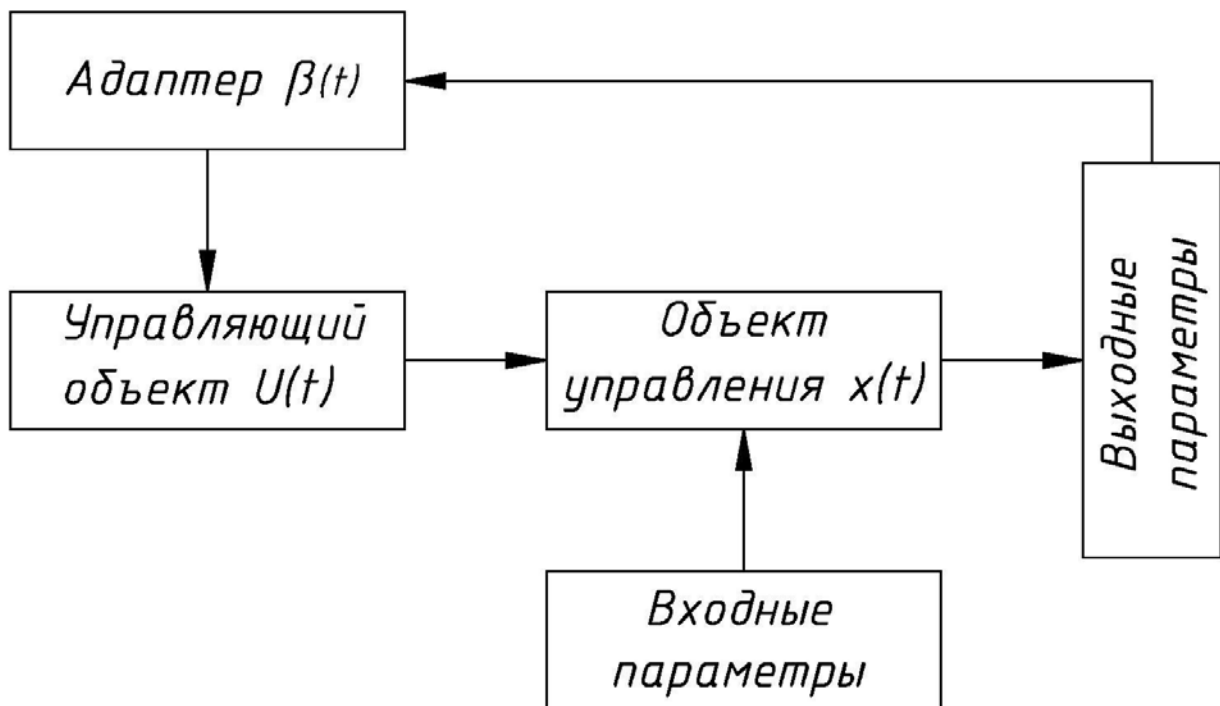 Адаптер β(t)
Управляющий
объект U(t)
Объект
управления x(t)
Выходные
параметры
Входные
параметры